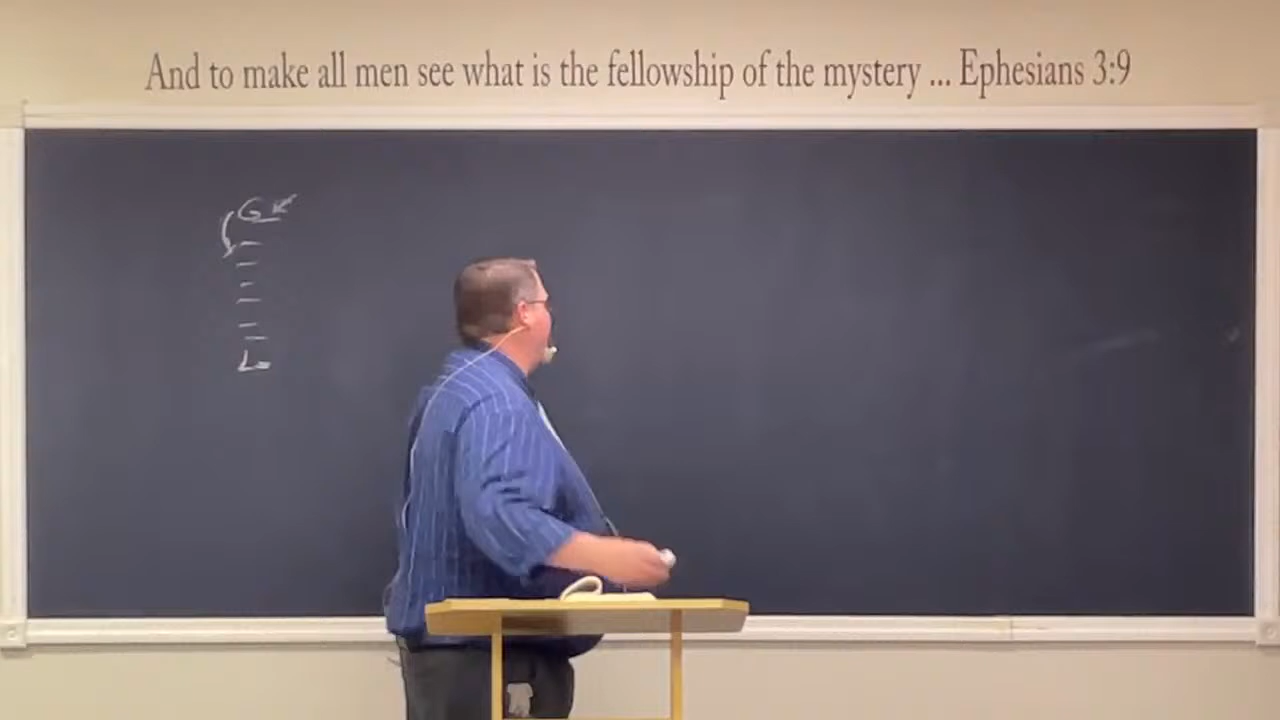 And to make all men see what is the fellowship of the mystery ... Ephesians 3:9
G
L